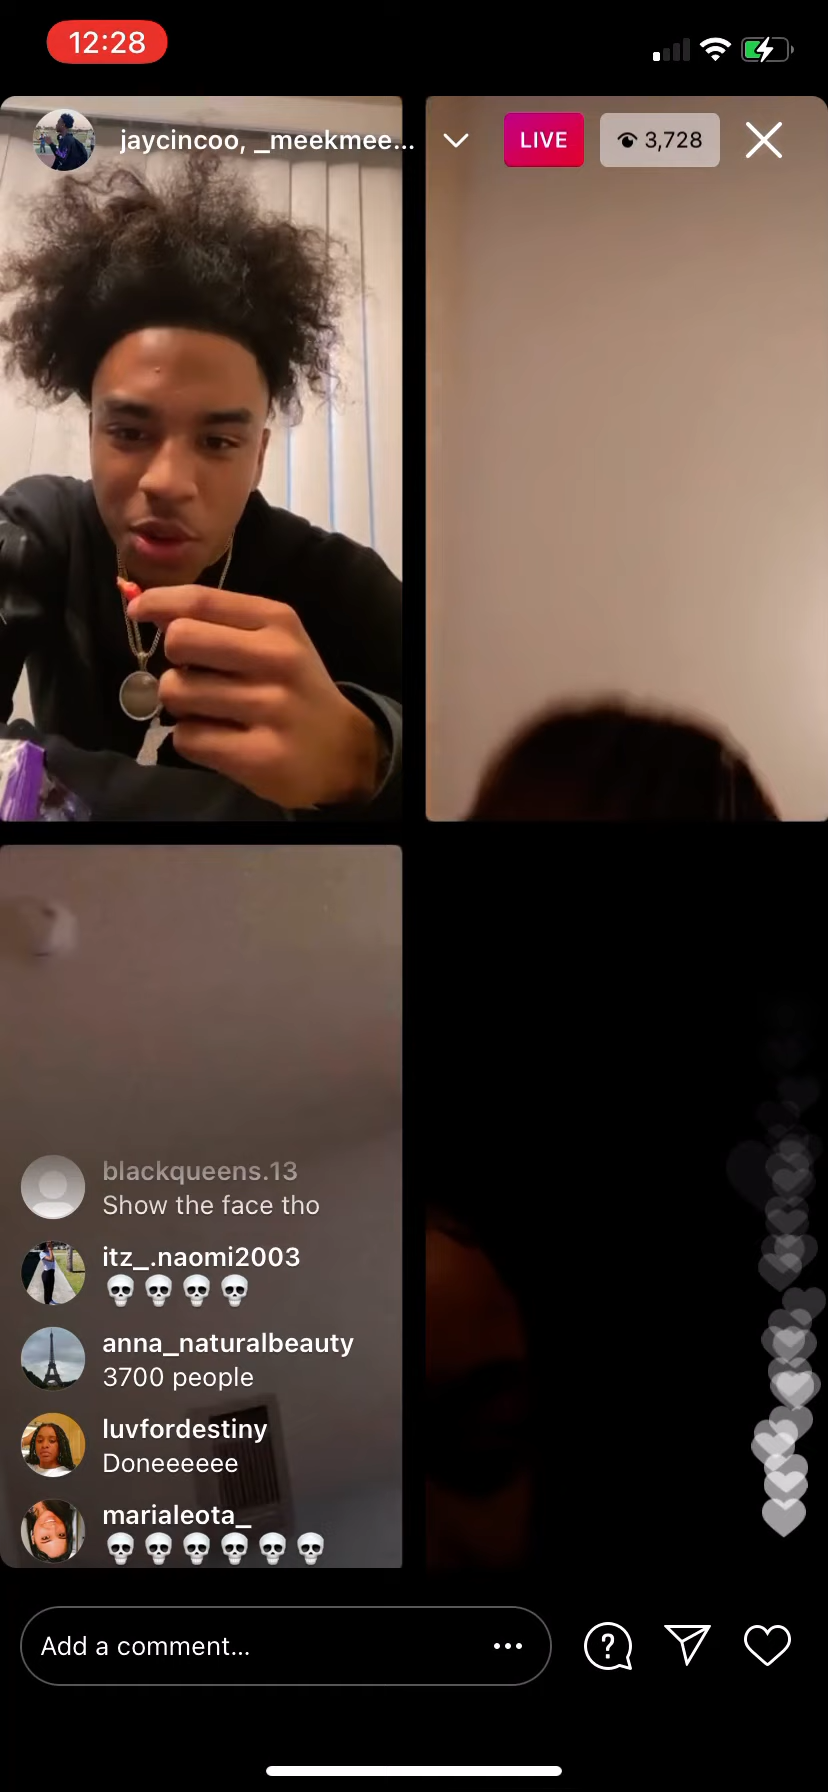 12:28
jaycincoo, _meekmee...
LIVE
3,728
blackqueens.13
Show the face tho
itz_.naomi2003
💀💀💀💀
anna_naturalbeauty
3700 people
luvfordestiny
Doneeeeee
marialeota_
💀💀💀💀💀💀
Add a comment...